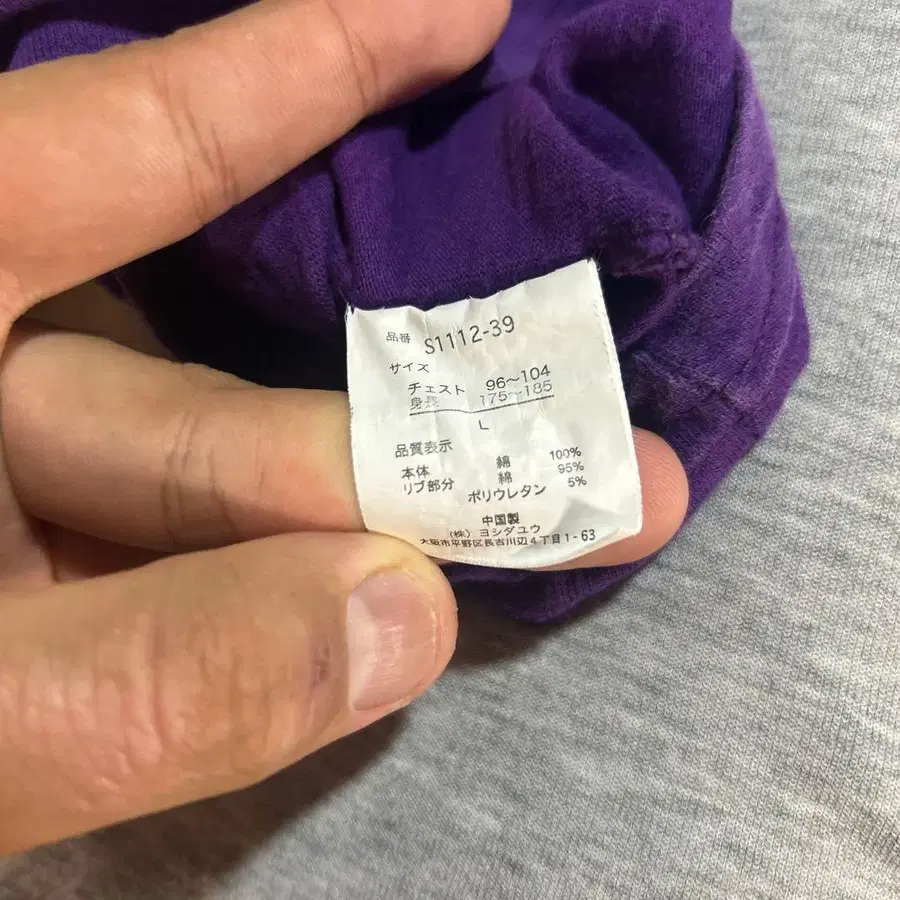 品番 S1112-39
サイズ
チェスト 96~104
身長 175~185
L
品質表示
本体 綿 100%
リブ部分 綿 95%
ポリウレタン 5%
中国製
(株) ヨシダユウ
大阪市平野区長吉川辺4丁目1-63